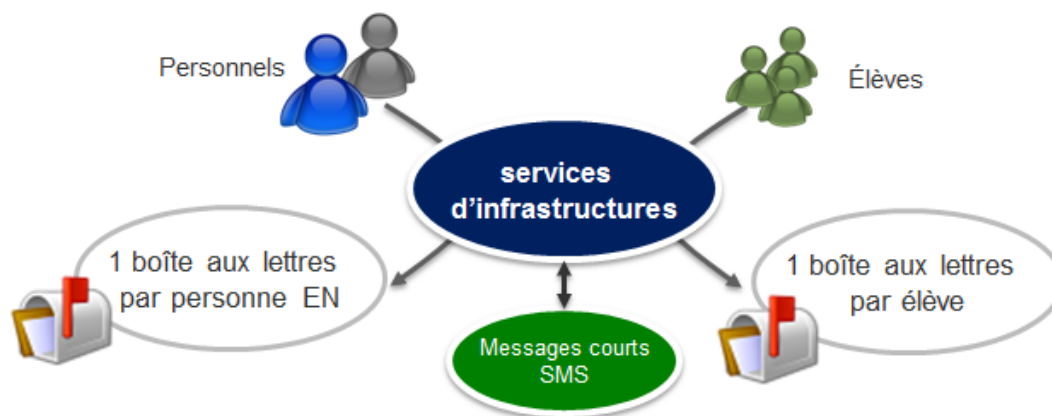 Personnels
Élèves
services
d'infrastructures
1 boîte aux lettres
par personne EN
1 boîte aux lettres
par élève
Messages courts
SMS